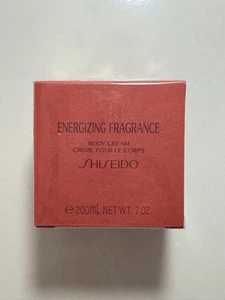 ENERGIZING FRAGRANCE
BODY CREAM
CRÈME POUR LE CORPS
SHISEIDO
℮ 200mL NET WT. 7 OZ.